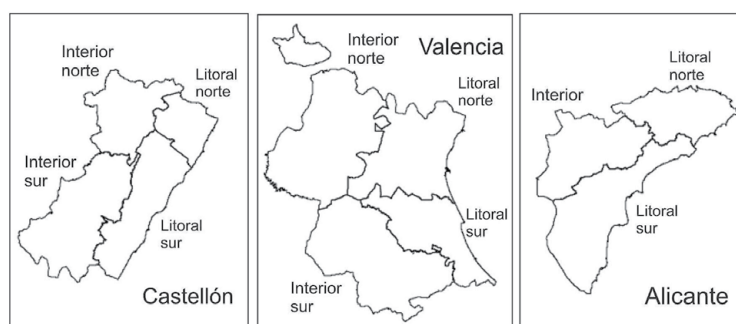 Interior
norte
Litoral
norte
Interior
sur
Litoral
sur
Castellón
Interior
norte
Valencia
Litoral
norte
Litoral
sur
Interior
sur
Litoral
norte
Interior
Litoral
sur
Alicante